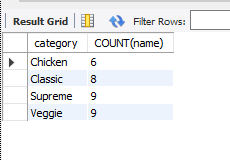 Result Grid Filter Rows:
category COUNT(name)
Chicken 6
Classic 8
Supreme 9
Veggie 9